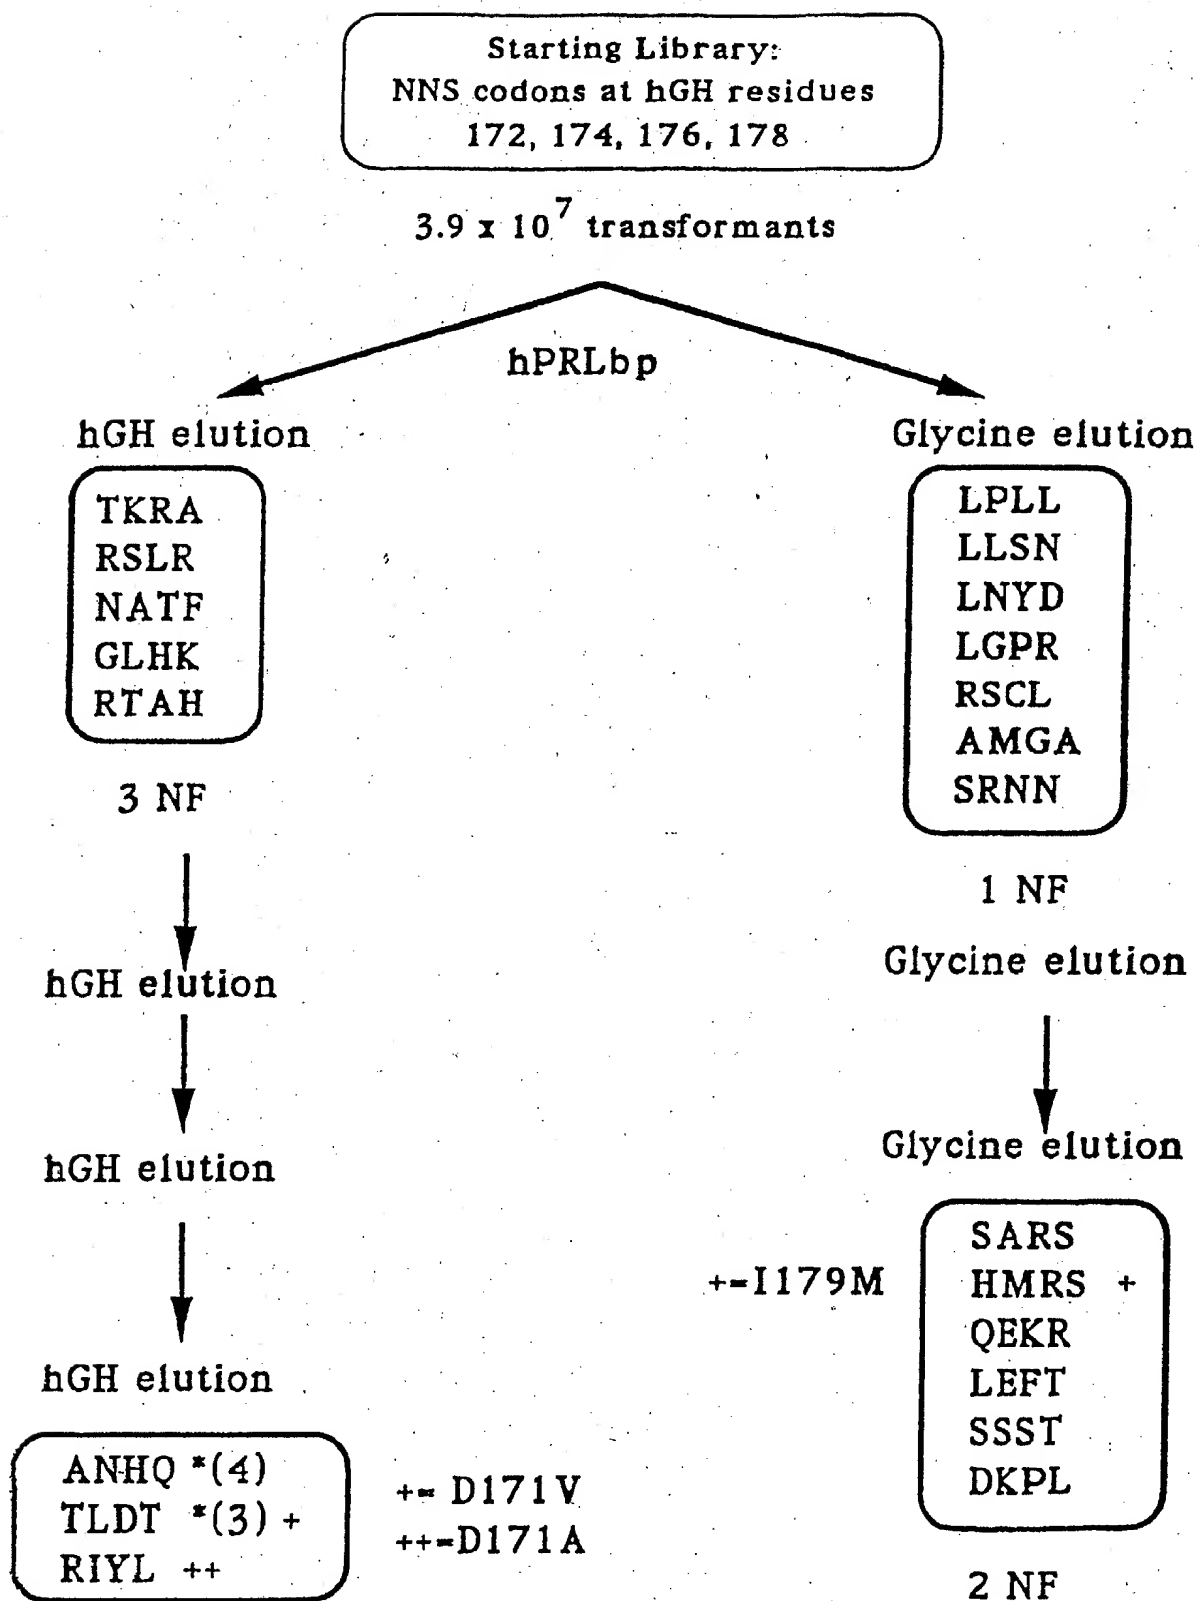 Starting Library:
NNS codons at hGH residues
172, 174, 176, 178
3.9 x 10^7 transformants
hPRLbp
hGH elution
TKRA
RSLR
NATF
GLHK
RTAH
3 NF
hGH elution
hGH elution
hGH elution
ANHQ *(4)
TLDT *(3) +
RIYL ++
+= D171V
++=D171A
Glycine elution
LPLL
LLSN
LNYD
LGPR
RSCL
AMGA
SRNN
1 NF
Glycine elution
Glycine elution
+=I179M
SARS
HMRS +
QEKR
LEFT
SSST
DKPL
2 NF